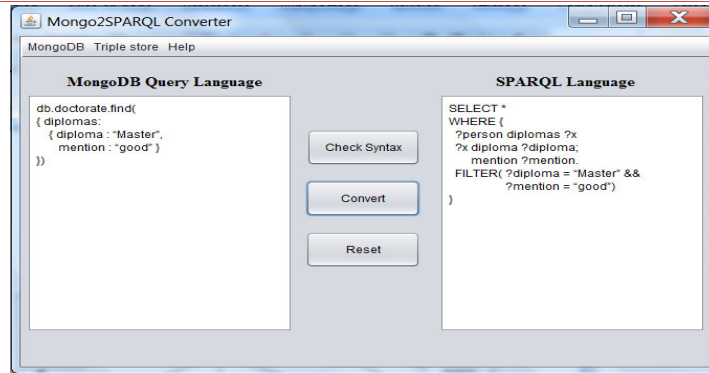 Mongo2SPARQL Converter
MongoDB Triple store Help
MongoDB Query Language
db.doctorate.find(
{ diplomas:
{ diploma : “Master”,
mention : “good” }
})
Check Syntax
Convert
Reset
SPARQL Language
SELECT *
WHERE {
?person diplomas ?x
?x diploma ?diploma;
mention ?mention.
FILTER( ?diploma = “Master” &&
?mention = “good”)
}